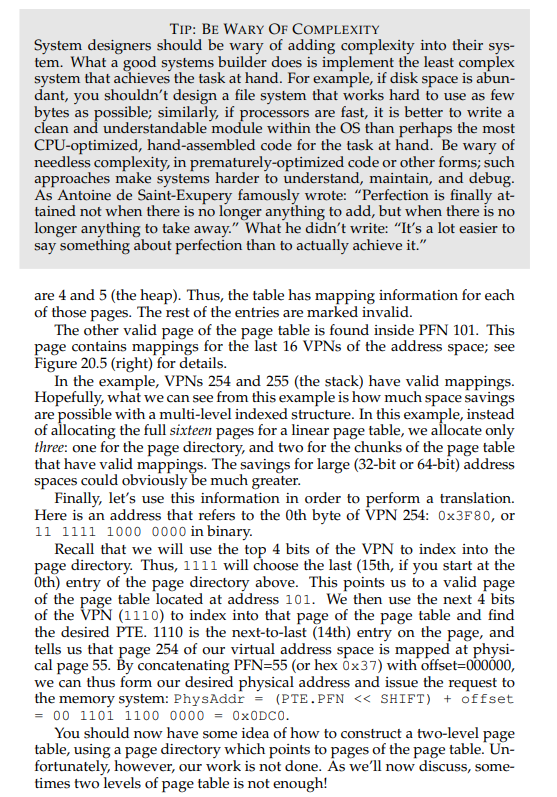 TIP: BE WARY OF COMPLEXITY
System designers should be wary of adding complexity into their sys-
tem. What a good systems builder does is implement the least complex
system that achieves the task at hand. For example, if disk space is abun-
dant, you shouldn't design a file system that works hard to use as few
bytes as possible; similarly, if processors are fast, it is better to write a
clean and understandable module within the OS than perhaps the most
CPU-optimized, hand-assembled code for the task at hand. Be wary of
needless complexity, in prematurely-optimized code or other forms; such
approaches make systems harder to understand, maintain, and debug.
As Antoine de Saint-Exupery famously wrote: "Perfection is finally at-
tained not when there is no longer anything to add, but when there is no
longer anything to take away." What he didn't write: "It's a lot easier to
say something about perfection than to actually achieve it."
are 4 and 5 (the heap). Thus, the table has mapping information for each
of those pages. The rest of the entries are marked invalid.
The other valid page of the page table is found inside PFN 101. This
page contains mappings for the last 16 VPNs of the address space; see
Figure 20.5 (right) for details.
In the example, VPNs 254 and 255 (the stack) have valid mappings.
Hopefully, what we can see from this example is how much space savings
are possible with a multi-level indexed structure. In this example, instead
of allocating the full sixteen pages for a linear page table, we allocate only
three: one for the page directory, and two for the chunks of the page table
that have valid mappings. The savings for large (32-bit or 64-bit) address
spaces could obviously be much greater.
Finally, let's use this information in order to perform a translation.
Here is an address that refers to the 0th byte of VPN 254: 0x3F80, or
11 1111 1000 0000 in binary.
Recall that we will use the top 4 bits of the VPN to index into the
page directory. Thus, 1111 will choose the last (15th, if you start at the
0th) entry of the page directory above. This points us to a valid page
of the page table located at address 101. We then use the next 4 bits
of the VPN (1110) to index into that page of the page table and find
the desired PTE. 1110 is the next-to-last (14th) entry on the page, and
tells us that page 254 of our virtual address space is mapped at physi-
cal page 55. By concatenating PFN=55 (or hex 0x37) with offset=000000,
we can thus form our desired physical address and issue the request to
the memory system: PhysAddr = (PTE.PFN << SHIFT) + offset
= 00 1101 1100 0000 = 0x0DC0.
You should now have some idea of how to construct a two-level page
table, using a page directory which points to pages of the page table. Un-
fortunately, however, our work is not done. As we'll now discuss, some-
times two levels of page table is not enough!